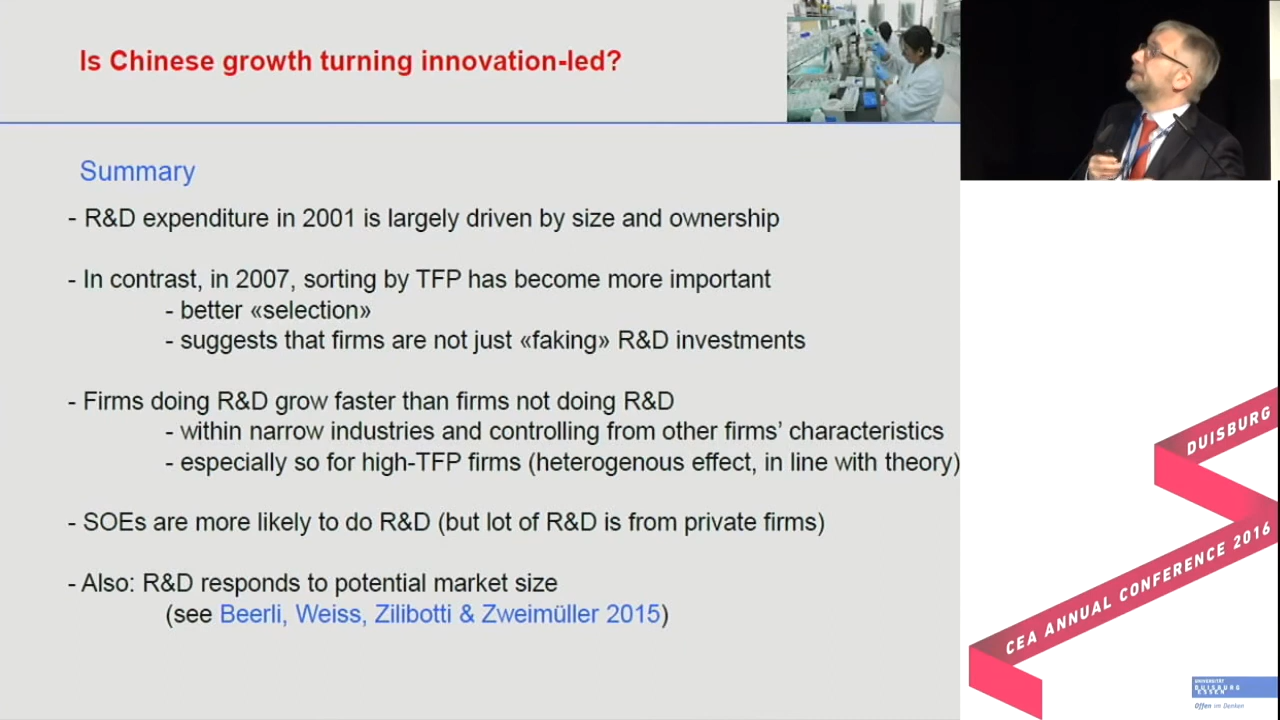 Is Chinese growth turning innovation-led?
Summary
- R&D expenditure in 2001 is largely driven by size and ownership
- In contrast, in 2007, sorting by TFP has become more important
- better «selection»
- suggests that firms are not just «faking» R&D investments
- Firms doing R&D grow faster than firms not doing R&D
- within narrow industries and controlling from other firms’ characteristics
- especially so for high-TFP firms (heterogenous effect, in line with theory)
- SOEs are more likely to do R&D (but lot of R&D is from private firms)
- Also: R&D responds to potential market size
(see Beerli, Weiss, Zilibotti & Zweimüller 2015)
DUISBURG
CEA ANNUAL CONFERENCE 2016
UNIVERSITÄT
DUISBURG
ESSEN
Offen im Denken